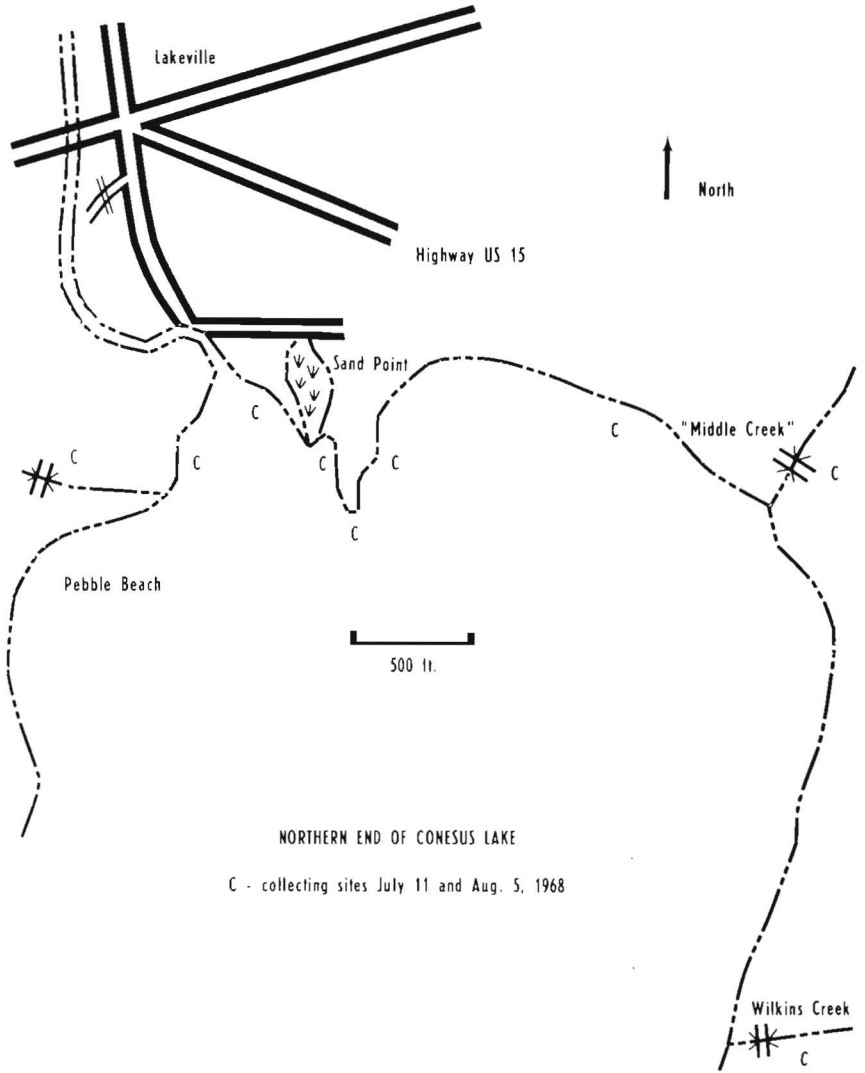 Lakeville
North
Highway US 15
Sand Point
C
C
"Middle Creek"
C
C
C
C
C
C
Pebble Beach
500 ft.
NORTHERN END OF CONESUS LAKE
C - collecting sites July 11 and Aug. 5, 1968
Wilkins Creek
C